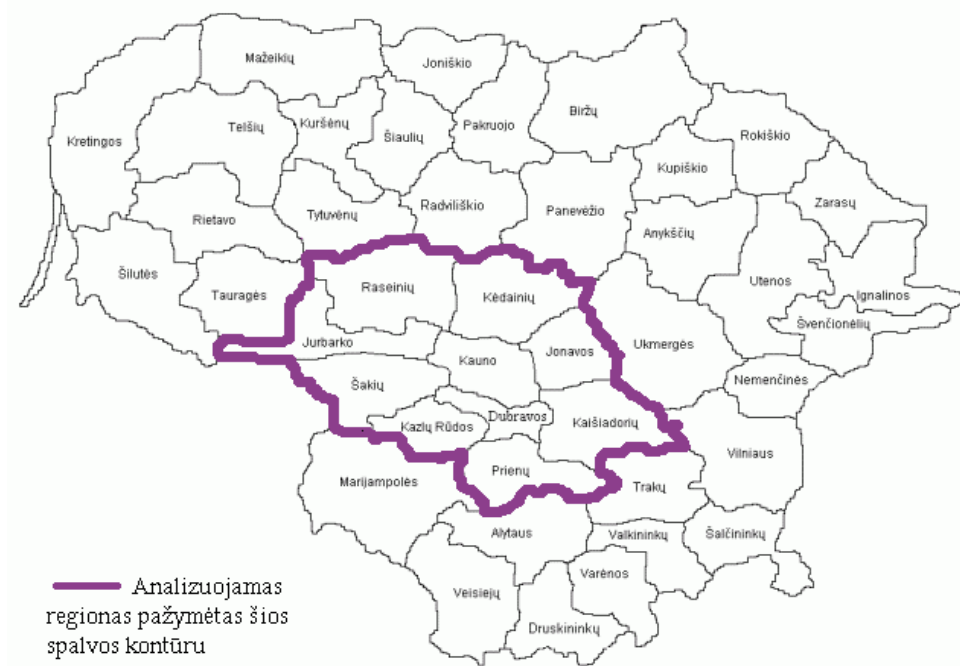 Mažeikių
Joniškio
Kretingos
Telšių
Kuršėnų
Šiaulių
Pakruojo
Biržų
Rokiškio
Kupiškio
Rietavo
Tytuvėnų
Radviliškio
Panevėžio
Anykščių
Zarasų
Šilutės
Tauragės
Raseinių
Kėdainių
Utenos
Ignalinos
Švenčionėlių
Jurbarko
Kauno
Jonavos
Ukmergės
Nemenčinės
Šakių
Kazlų Rūdos
Dubravos
Kaišiadorių
Vilniaus
Marijampolės
Prienų
Trakų
Alytaus
Valkininkų
Šalčininkų
Veisiejų
Varėnos
Druskininkų
Analizuojamas
regionas pažymėtas šios
spalvos kontūru